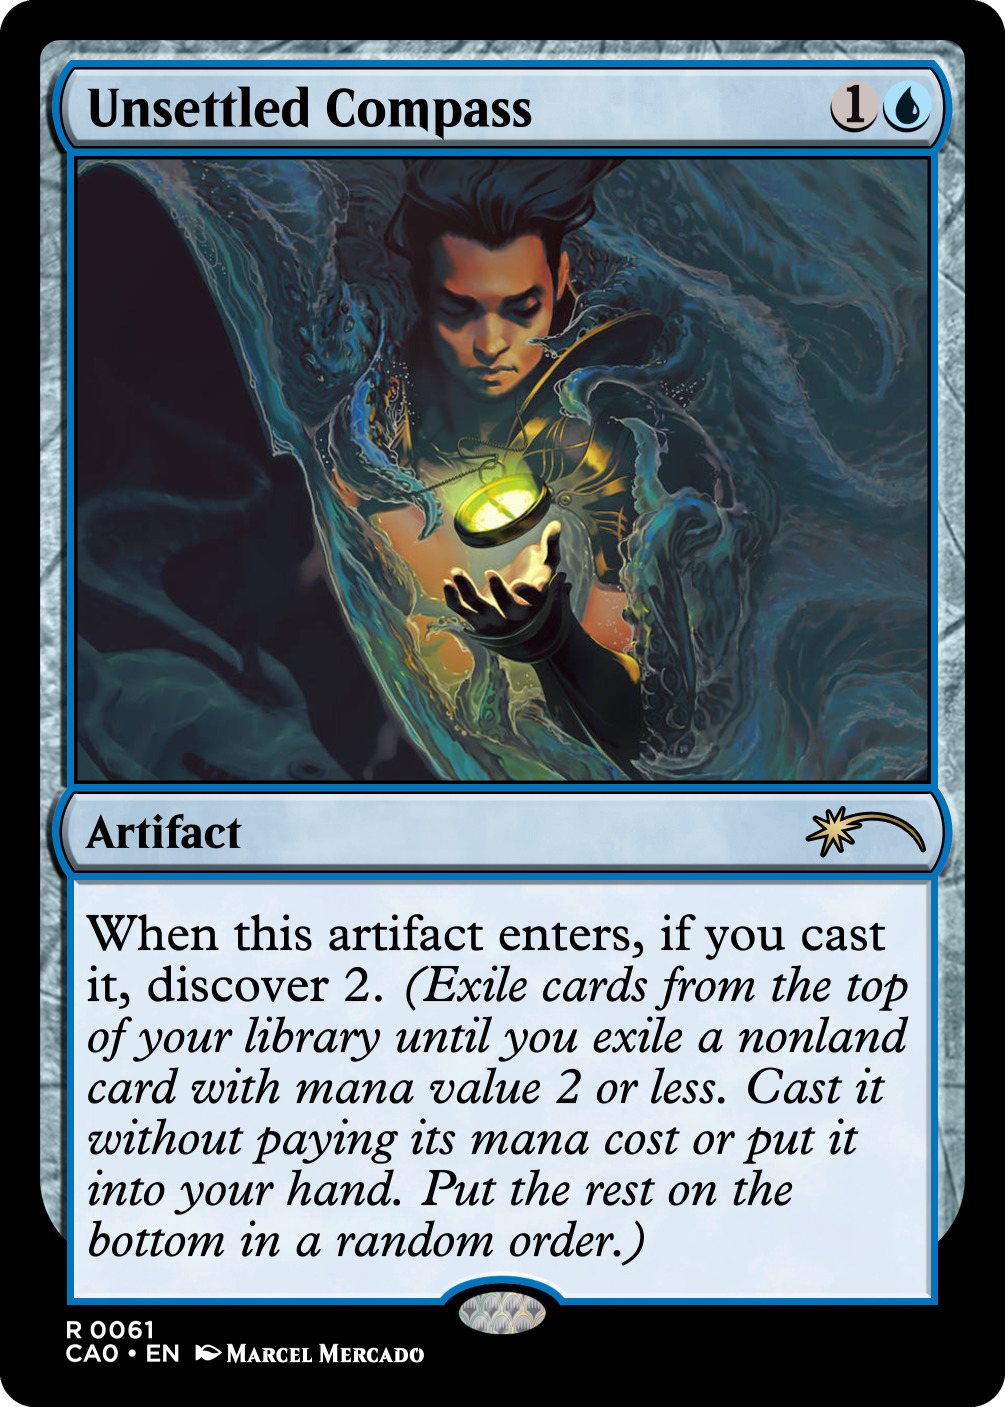 Unsettled Compass 1
Artifact
When this artifact enters, if you cast
it, discover 2. (Exile cards from the top
of your library until you exile a nonland
card with mana value 2 or less. Cast it
without paying its mana cost or put it
into your hand. Put the rest on the
bottom in a random order.)
R 0061
CAO • EN Marcel Mercado